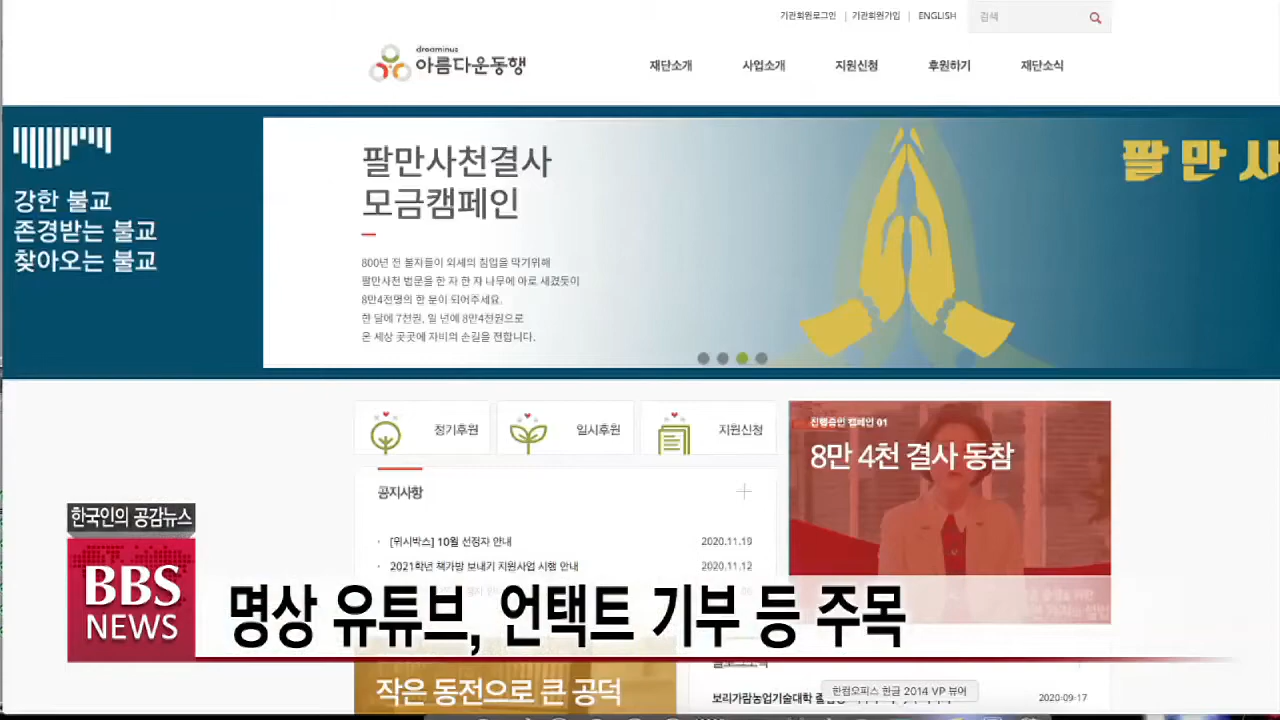 기관회원로그인 | 기관회원가입 | ENGLISH 검색
dreaminus
아름다운동행
재단소개 사업소개 지원신청 후원하기 재단소식
강한 불교
존경받는 불교
찾아오는 불교
팔만사천결사
모금캠페인
800년 전 불자들이 외세의 침입을 막기위해
팔만사천 법문을 한 자 한 자 나무에 아로 새겼듯이
8만4천명의 한 분이 되어주세요.
한 달에 7천원, 일 년에 8만4천원으로
온 세상 곳곳에 자비의 손길을 전합니다.
팔만사
정기후원 일시후원 지원신청
진행중인 캠페인 01
8만 4천 결사 동참
공지사항
· [위시박스] 10월 선정자 안내 2020.11.19
· 2021학년 책가방 보내기 지원사업 시행 안내 2020.11.12
한국인의 공감뉴스
BBS
NEWS
명상 유튜브, 언택트 기부 등 주목
작은 동전으로 큰 공덕
보리가람농업기술대학 2020-09-17
한컴오피스 한글 2014 VP 뷰어